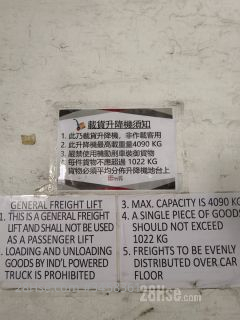 載貨升降機須知
1. 此乃載貨升降機，非作載客用
2. 此升降機最高載重量4090 KG
3. 嚴禁使用機動剷車裝卸貨物
4. 每件貨物不應超過 1022 KG
貨物必須平均分佈升降機地台上
GENERAL FREIGHT LIFT
1. THIS IS A GENERAL FREIGHT
LIFT AND SHALL NOT BE USED
AS A PASSENGER LIFT
LOADING AND UNLOADING
GOODS BY IND'L POWERED
TRUCK IS PROHIBITED
3. MAX. CAPACITY IS 4090 KG
4. A SINGLE PIECE OF GOODS
SHOULD NOT EXCEED
1022 KG
5. FREIGHTS TO BE EVENLY
DISTRIBUTED OVER CAR
FLOOR
28Hse.com